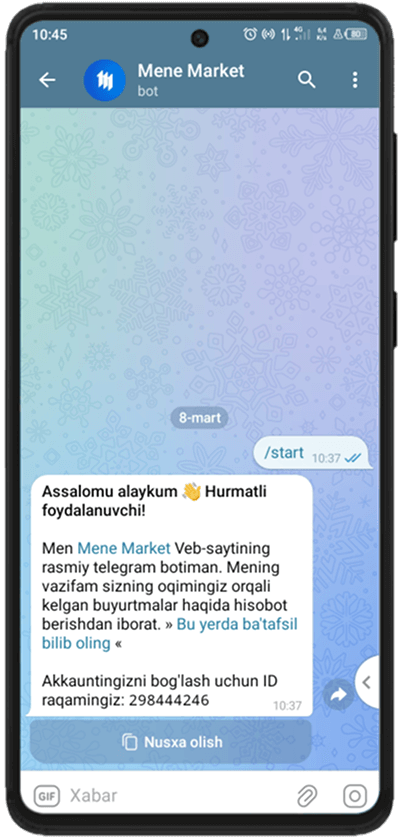 10:45
4G
80
Mene Market
bot
8-mart
/start 10:37
Assalomu alaykum 👋 Hurmatli
foydalanuvchi!
Men Mene Market Veb-saytining
rasmiy telegram botiman. Mening
vazifam sizning oqimingiz orqali
kelgan buyurtmalar haqida hisobot
berishdan iborat. » Bu yerda ba'tafsil
bilib oling «
Akkauntingizni bog'lash uchun ID
raqamingiz: 298444246 10:37
Nusxa olish
GIF Xabar